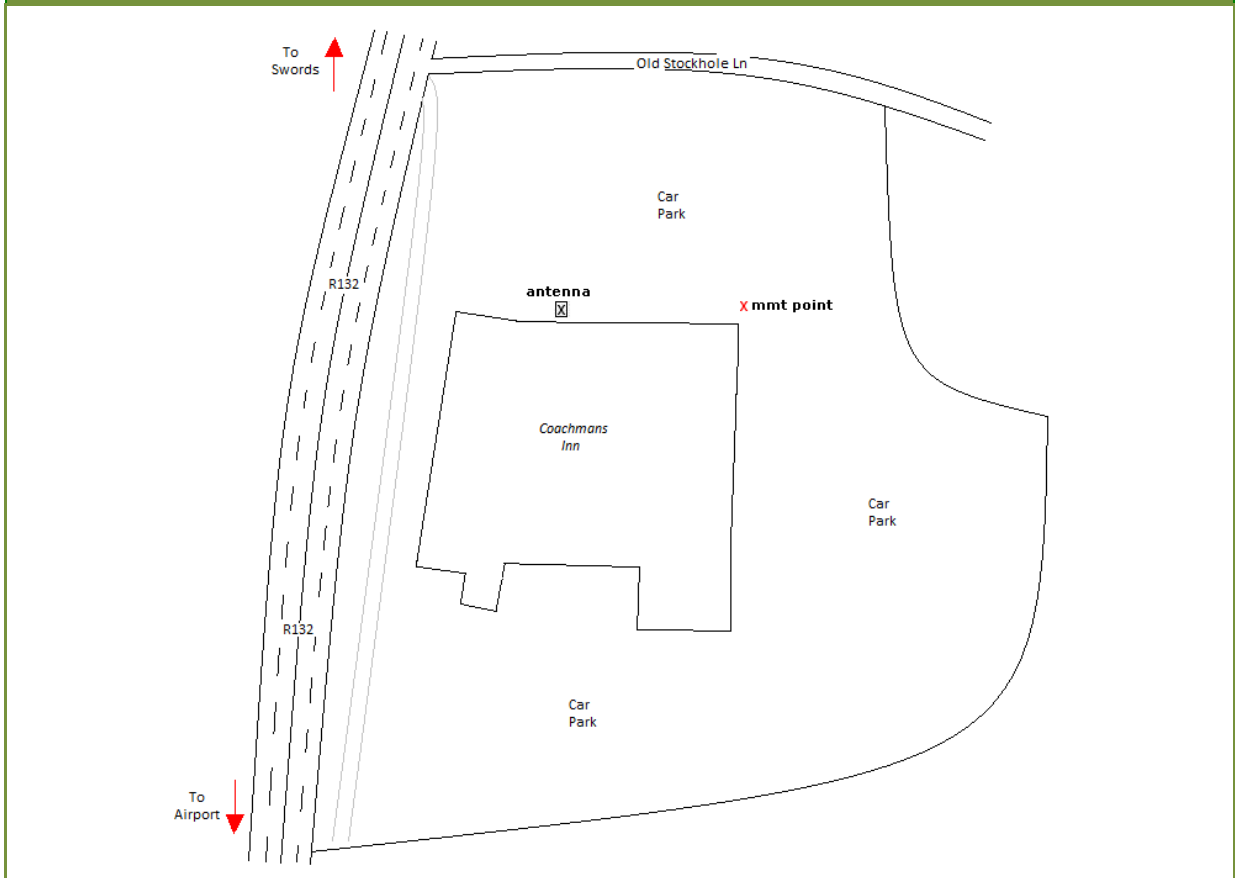 To
Swords
Old Stockhole Ln
Car
Park
R132
antenna
X
X mmt point
Coachmans
Inn
Car
Park
R132
Car
Park
To
Airport